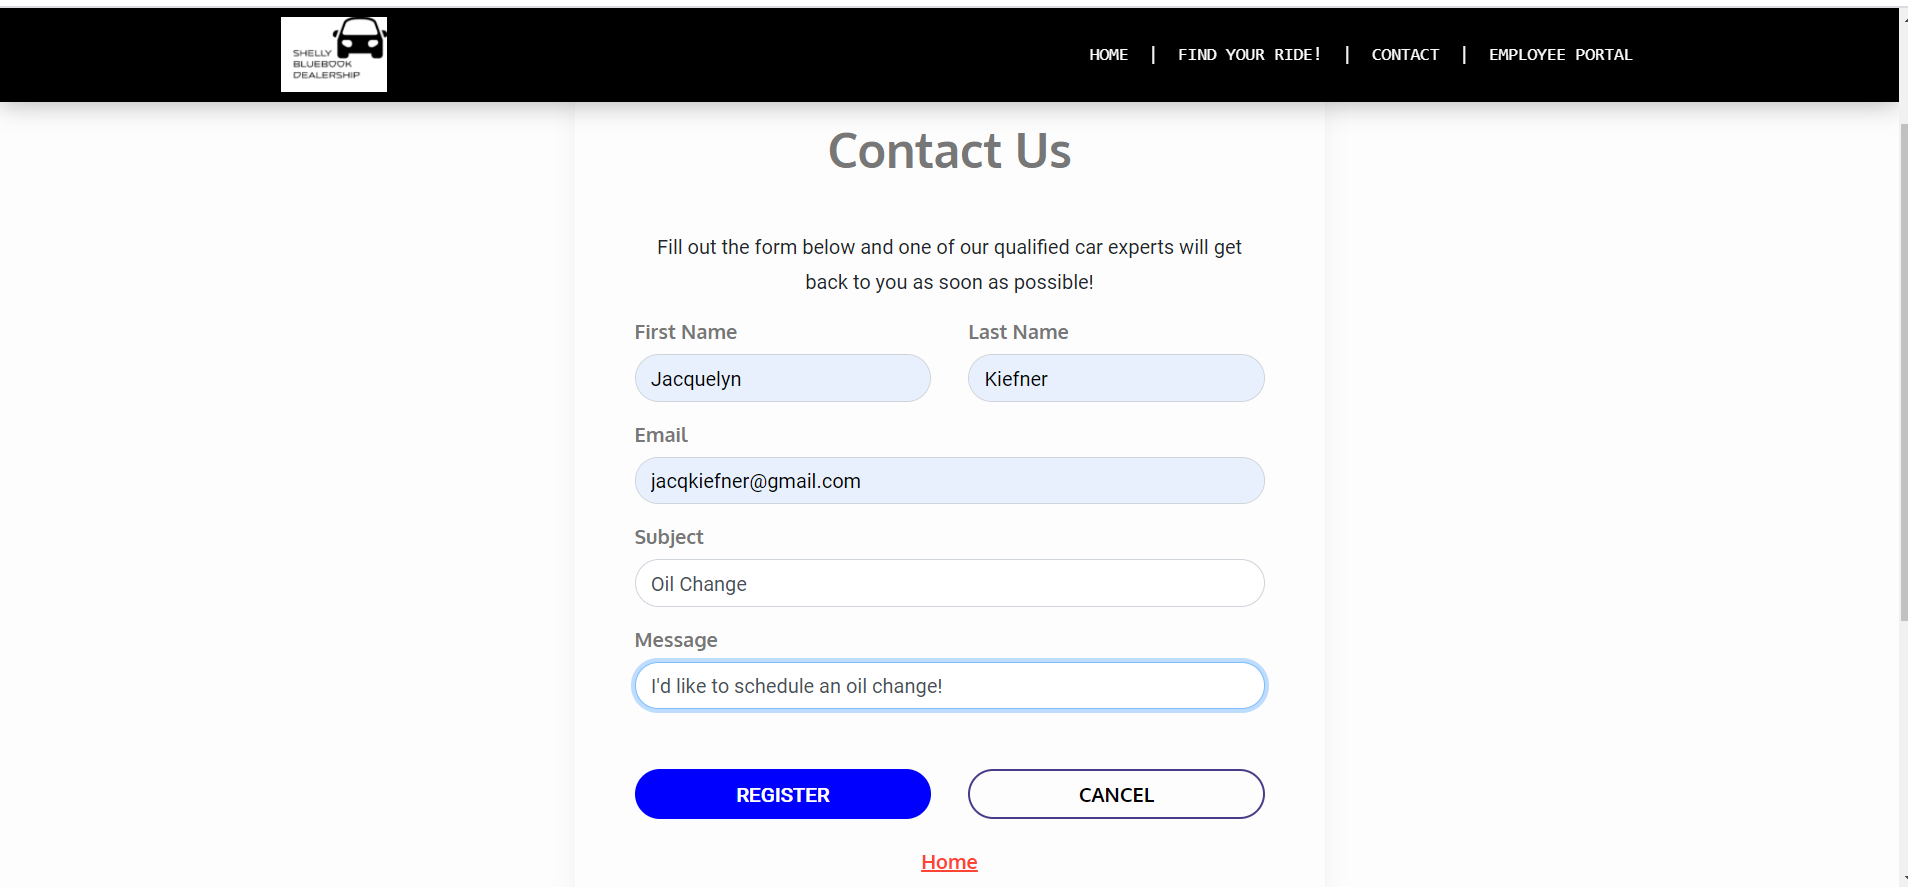 SHELLY
BLUEBOOK
DEALERSHIP
HOME | FIND YOUR RIDE! | CONTACT | EMPLOYEE PORTAL
Contact Us
Fill out the form below and one of our qualified car experts will get
back to you as soon as possible!
First Name Last Name
Jacquelyn Kiefner
Email
jacqkiefner@gmail.com
Subject
Oil Change
Message
I'd like to schedule an oil change!
REGISTER CANCEL
Home